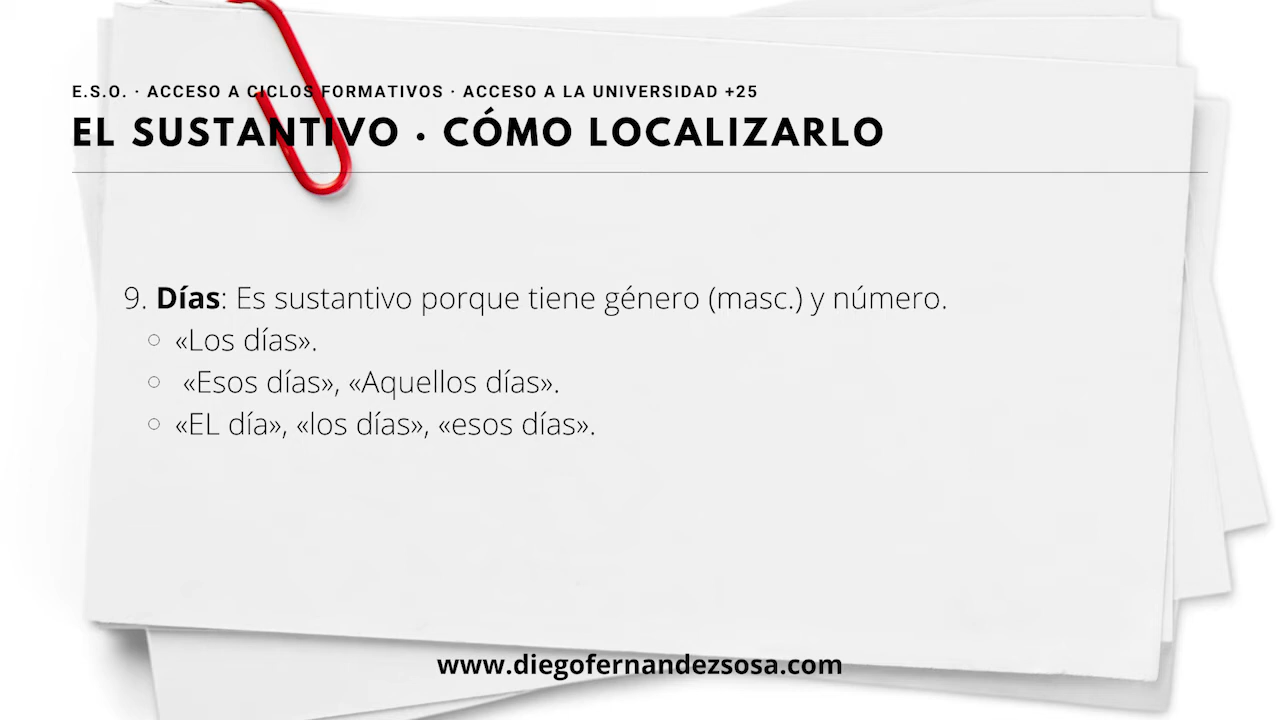 E.S.O. · ACCESO A CICLOS FORMATIVOS · ACCESO A LA UNIVERSIDAD +25
EL SUSTANTIVO · CÓMO LOCALIZARLO
9. Días: Es sustantivo porque tiene género (masc.) y número.
«Los días».
«Esos días», «Aquellos días».
«EL día», «los días», «esos días».
www.diegofernandezsosa.com